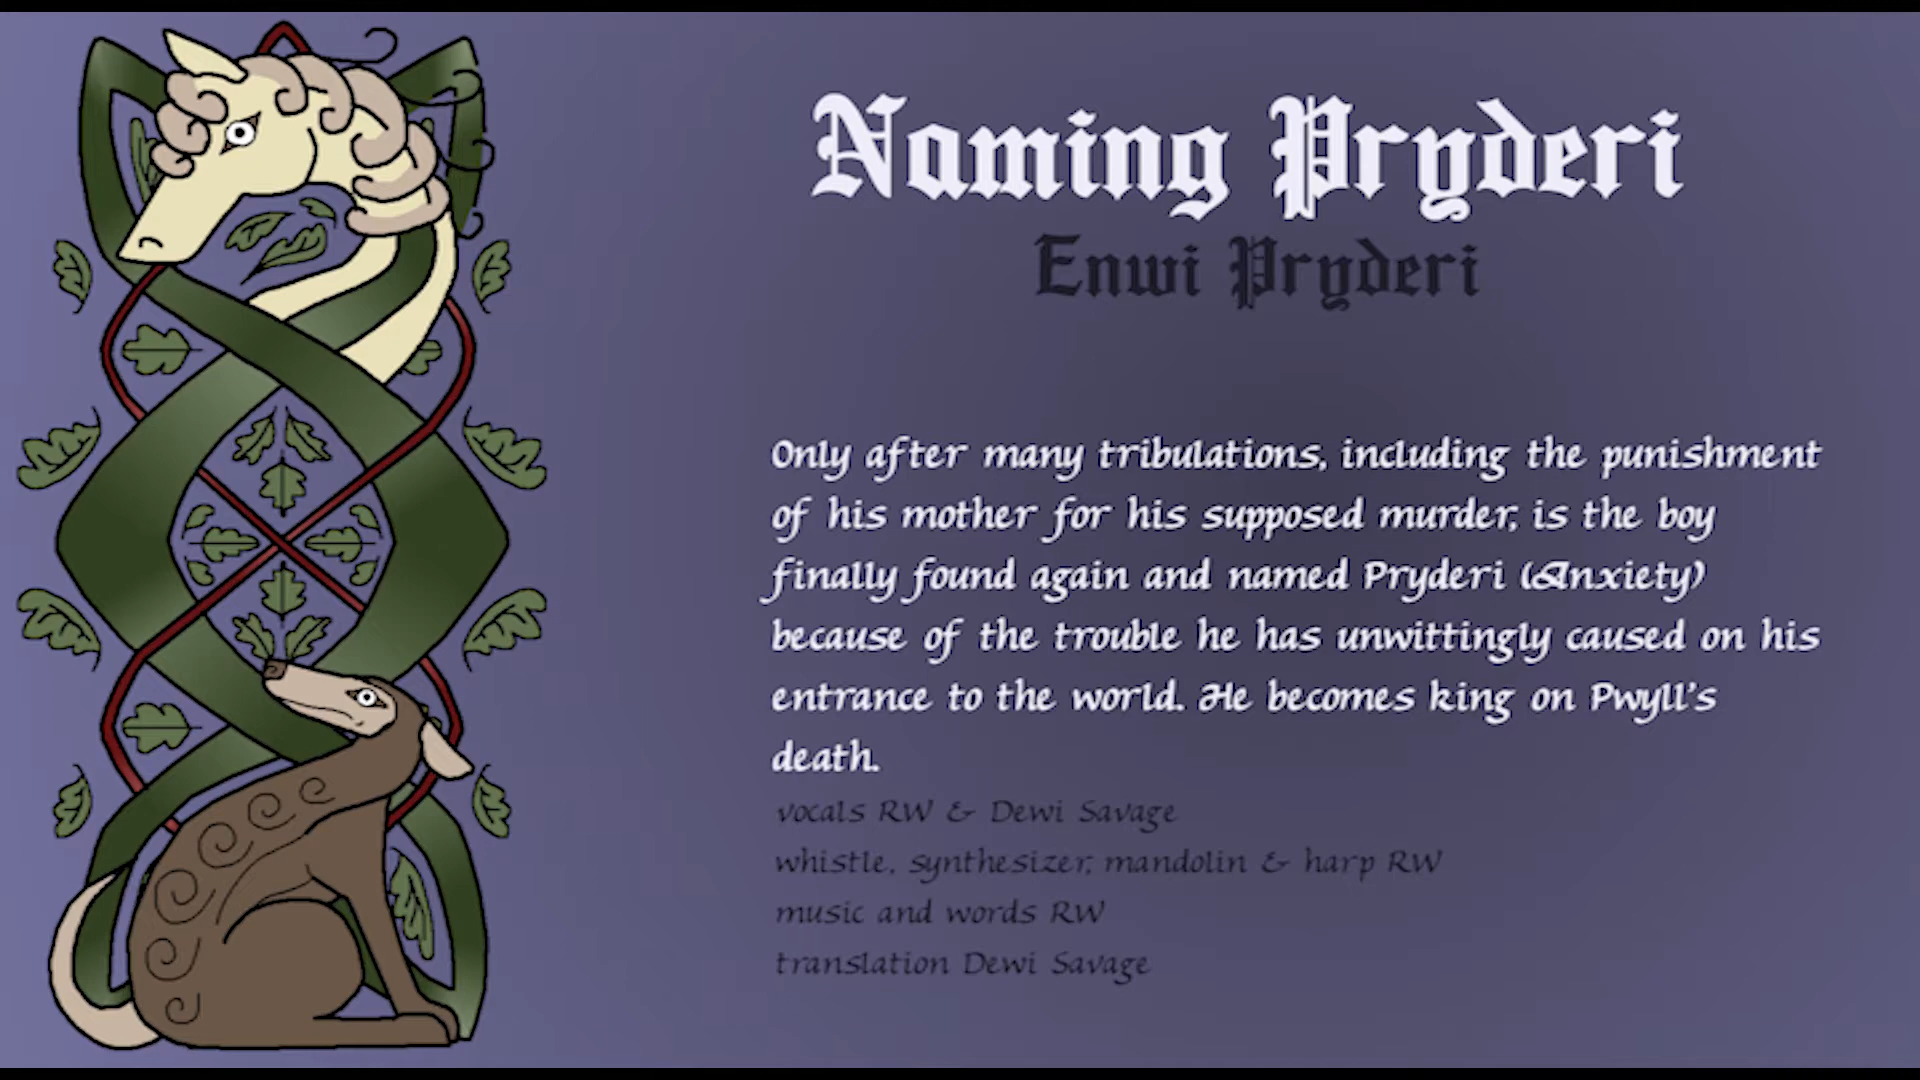 Naming Pryderi
Enwi Pryderi
Only after many tribulations, including the punishment
of his mother for his supposed murder, is the boy
finally found again and named Pryderi (Anxiety)
because of the trouble he has unwittingly caused on his
entrance to the world. He becomes king on Pwyll's
death.
vocals RW & Dewi Savage
whistle, synthesizer, mandolin & harp RW
music and words RW
translation Dewi Savage